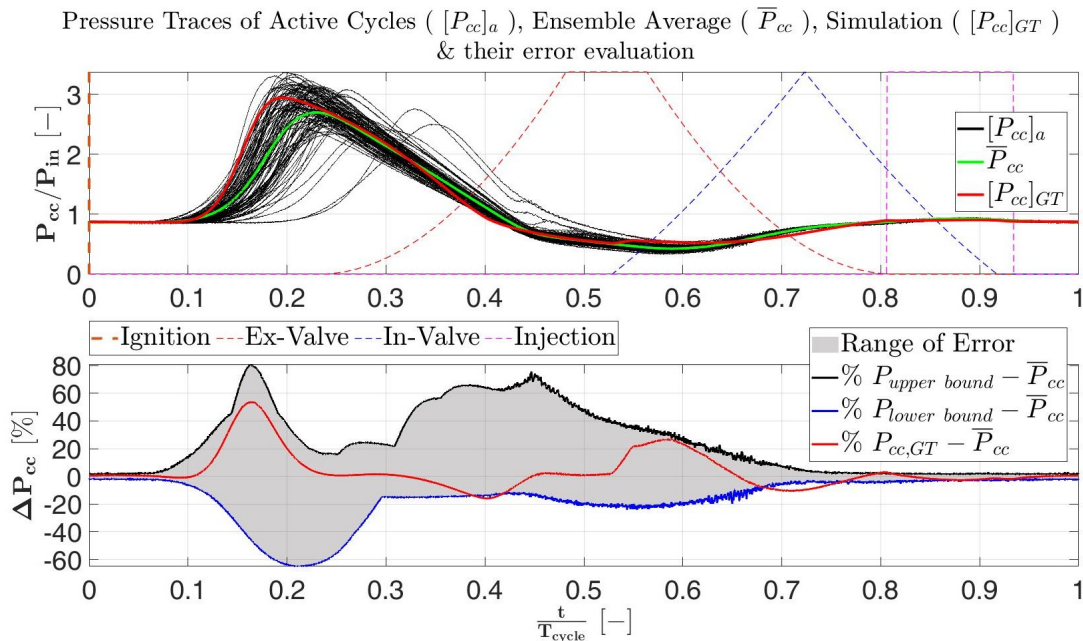 Pressure Traces of Active Cycles ( [P_cc]_a ), Ensemble Average ( P̅_cc ), Simulation ( [P_cc]_GT )
& their error evaluation
P_cc/P_in [−]
3
2
1
0
[P_cc]_a
P̅_cc
[P_cc]_GT
0 0.1 0.2 0.3 0.4 0.5 0.6 0.7 0.8 0.9 1
Ignition Ex-Valve In-Valve Injection
ΔP_cc [%]
80
60
40
20
0
-20
-40
-60
Range of Error
% P_upper bound − P̅_cc
% P_lower bound − P̅_cc
% P_cc,GT − P̅_cc
0 0.1 0.2 0.3 0.4 0.5 0.6 0.7 0.8 0.9 1
t/T_cycle [−]